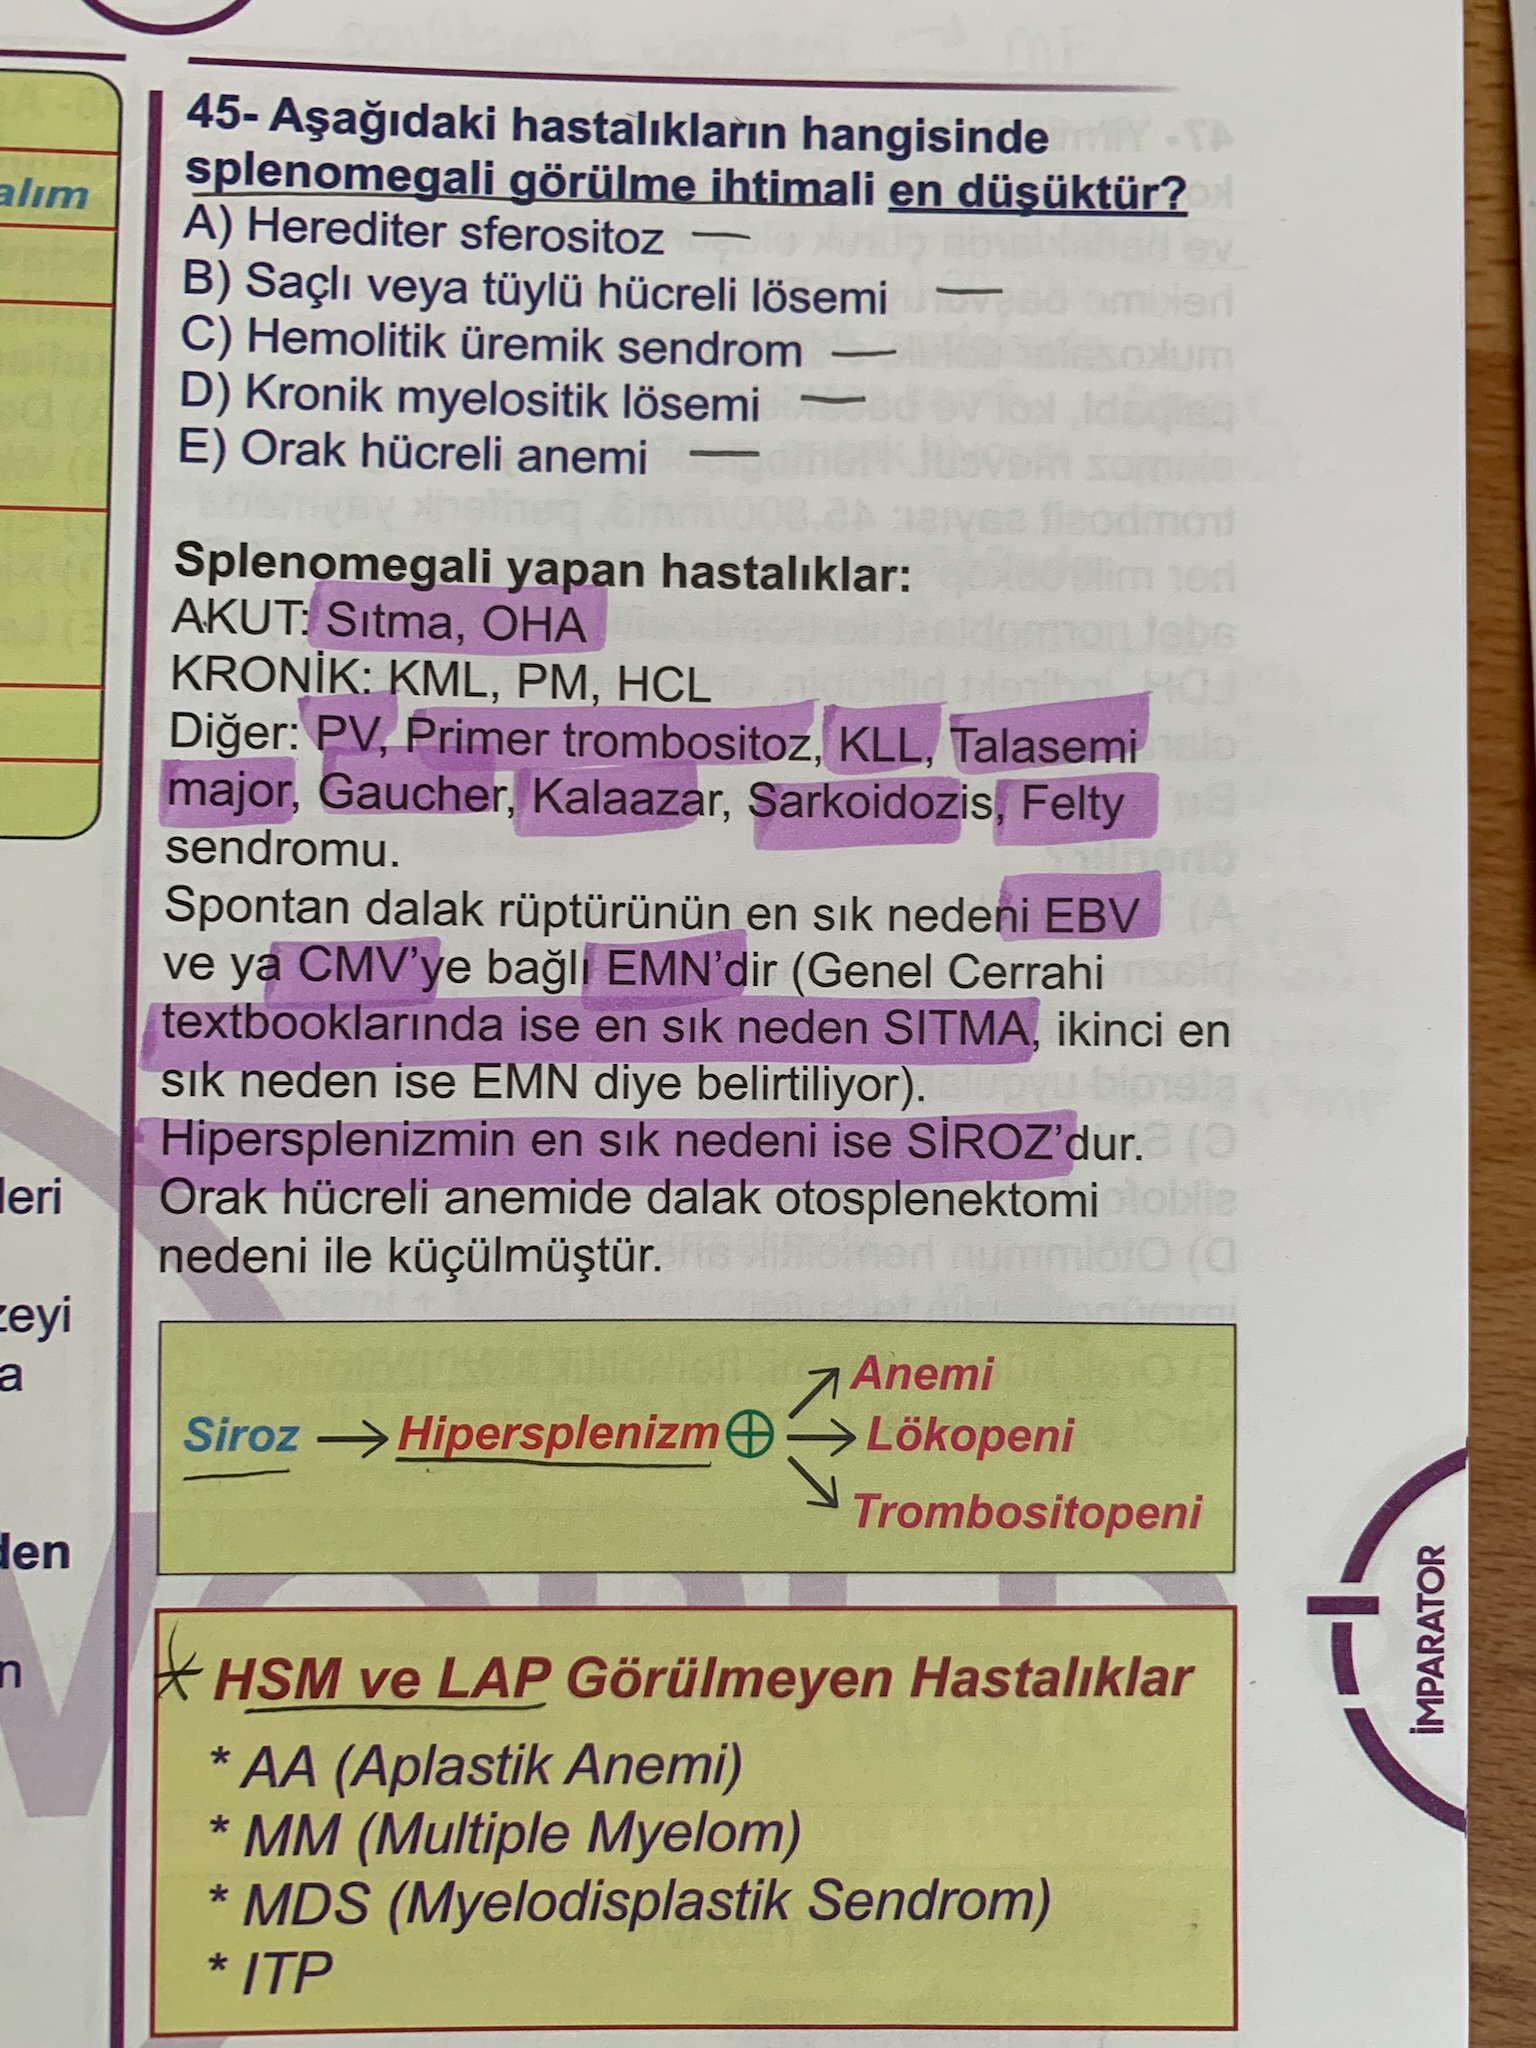 alım
leri
zeyi
a
den
n
45- Aşağıdaki hastalıkların hangisinde
splenomegali görülme ihtimali en düşüktür?
A) Herediter sferositoz
B) Saçlı veya tüylü hücreli lösemi
C) Hemolitik üremik sendrom
D) Kronik myelositik lösemi
E) Orak hücreli anemi
Splenomegali yapan hastalıklar:
AKUT: Sıtma, OHA
KRONİK: KML, PM, HCL
Diğer: PV, Primer trombositoz, KLL, Talasemi
major, Gaucher, Kalaazar, Sarkoidozis, Felty
sendromu.
Spontan dalak rüptürünün en sık nedeni EBV
ve ya CMV'ye bağlı EMN'dir (Genel Cerrahi
textbooklarında ise en sık neden SITMA, ikinci en
sık neden ise EMN diye belirtiliyor).
Hipersplenizmin en sık nedeni ise SİROZ'dur.
Orak hücreli anemide dalak otosplenektomi
nedeni ile küçülmüştür.
Siroz → Hipersplenizm ⊕ ↗ Anemi
→ Lökopeni
↘ Trombositopeni
* HSM ve LAP Görülmeyen Hastalıklar
* AA (Aplastik Anemi)
* MM (Multiple Myelom)
* MDS (Myelodisplastik Sendrom)
* ITP
İMPARATOR